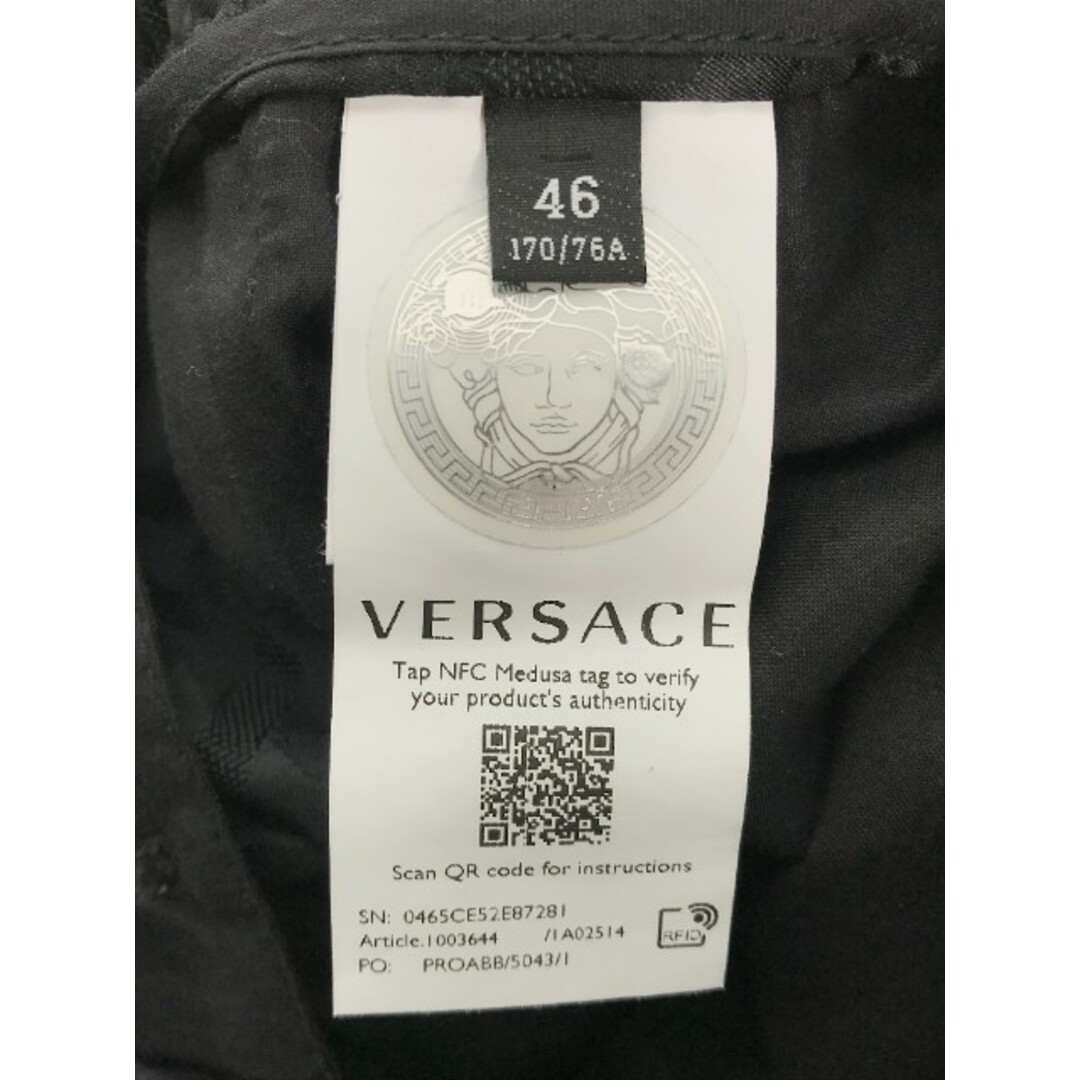 46
170/76A
VERSACE
Tap NFC Medusa tag to verify
your product's authenticity
Scan QR code for instructions
SN: 0465CE52E87281
Article.1003644 /1A02514
RFID
PO: PROABB/5043/1